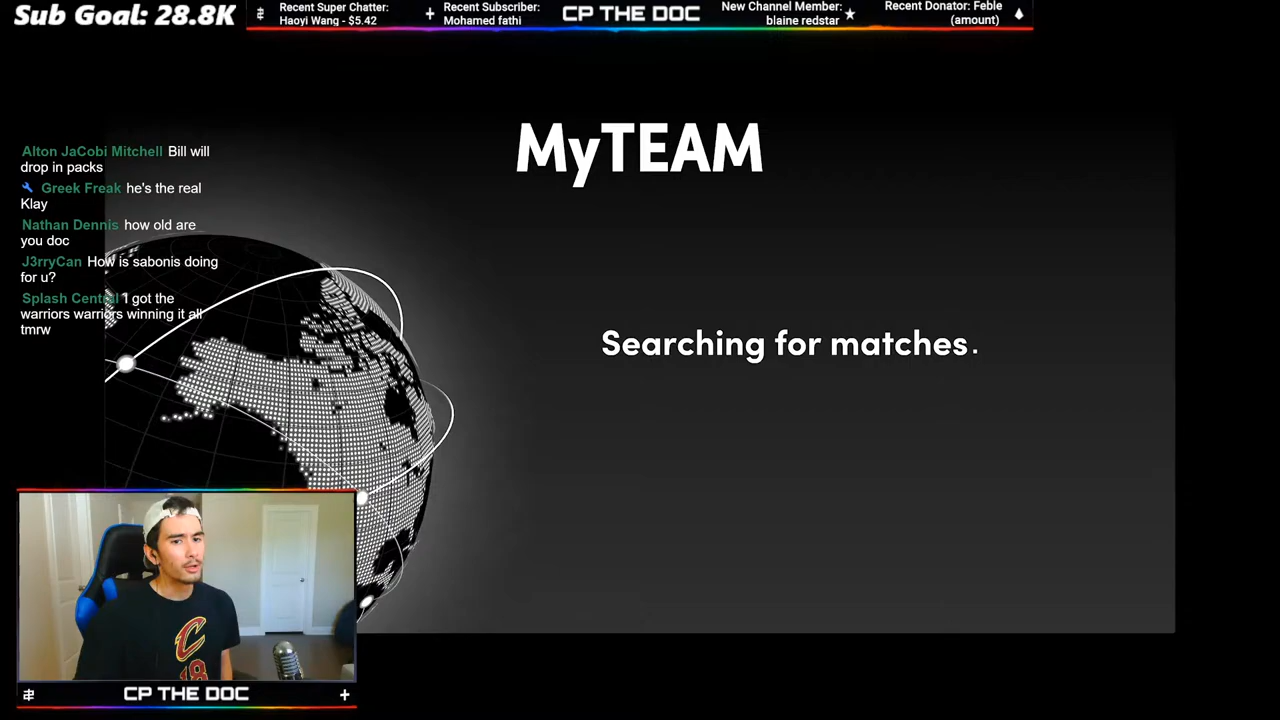 Sub Goal: 28.8K
Recent Super Chatter:
Haoyi Wang - $5.42
Recent Subscriber:
Mohamed fathi
CP THE DOC
New Channel Member:
blaine redstar
Recent Donator: Feble
(amount)
MyTEAM
Alton JaCobi Mitchell Bill will
drop in packs
Greek Freak he's the real
Klay
Nathan Dennis how old are
you doc
J3rryCan How is sabonis doing
for u?
Splash Central I got the
warriors warriors winning it all
tmrw
Searching for matches.
C
18
CP THE DOC